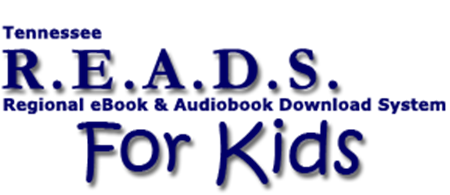 Tennessee
R.E.A.D.S.
Regional eBook & Audiobook Download System
For Kids